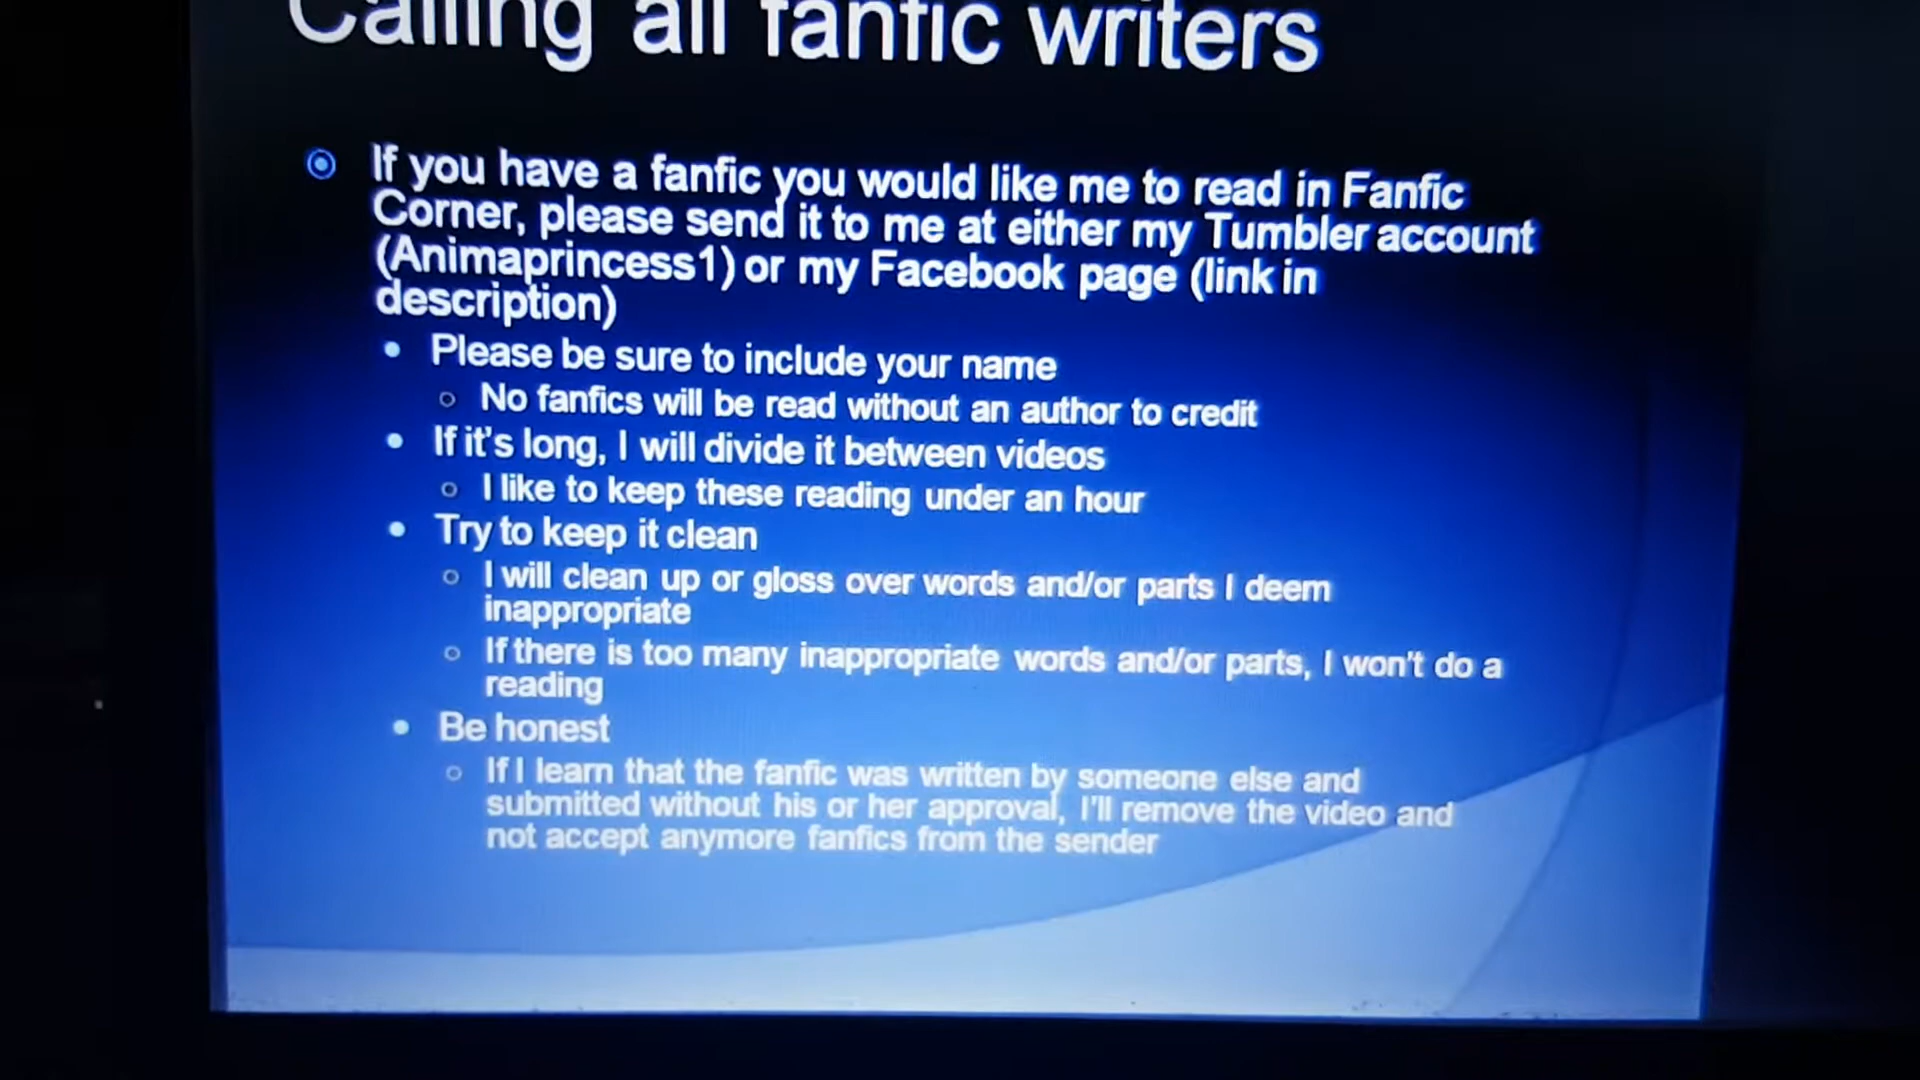 Calling all fanfic writers
If you have a fanfic you would like me to read in Fanfic
Corner, please send it to me at either my Tumbler account
(Animaprincess1) or my Facebook page (link in
description)
Please be sure to include your name
No fanfics will be read without an author to credit
If it's long, I will divide it between videos
I like to keep these reading under an hour
Try to keep it clean
I will clean up or gloss over words and/or parts I deem
inappropriate
If there is too many inappropriate words and/or parts, I won't do a
reading
Be honest
If I learn that the fanfic was written by someone else and
submitted without his or her approval, I'll remove the video and
not accept anymore fanfics from the sender